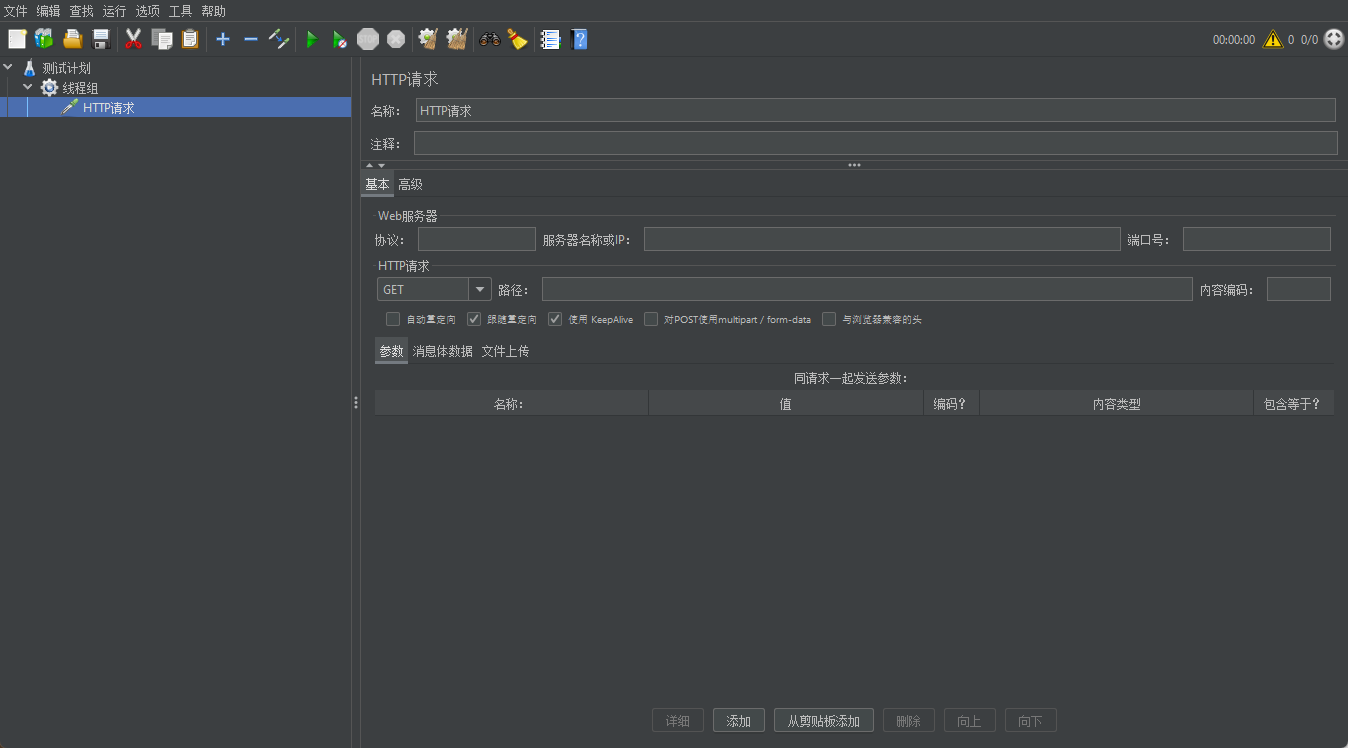 文件 编辑 查找 运行 选项 工具 帮助
00:00:00 0 0/0
测试计划
线程组
HTTP请求
HTTP请求
名称： HTTP请求
注释：
基本 高级
Web服务器
协议： 服务器名称或IP： 端口号：
HTTP请求
GET 路径： 内容编码：
自动重定向 跟随重定向 使用 KeepAlive 对POST使用multipart / form-data 与浏览器兼容的头
参数 消息体数据 文件上传
同请求一起发送参数：
名称： 值 编码？ 内容类型 包含等于？
详细 添加 从剪贴板添加 删除 向上 向下